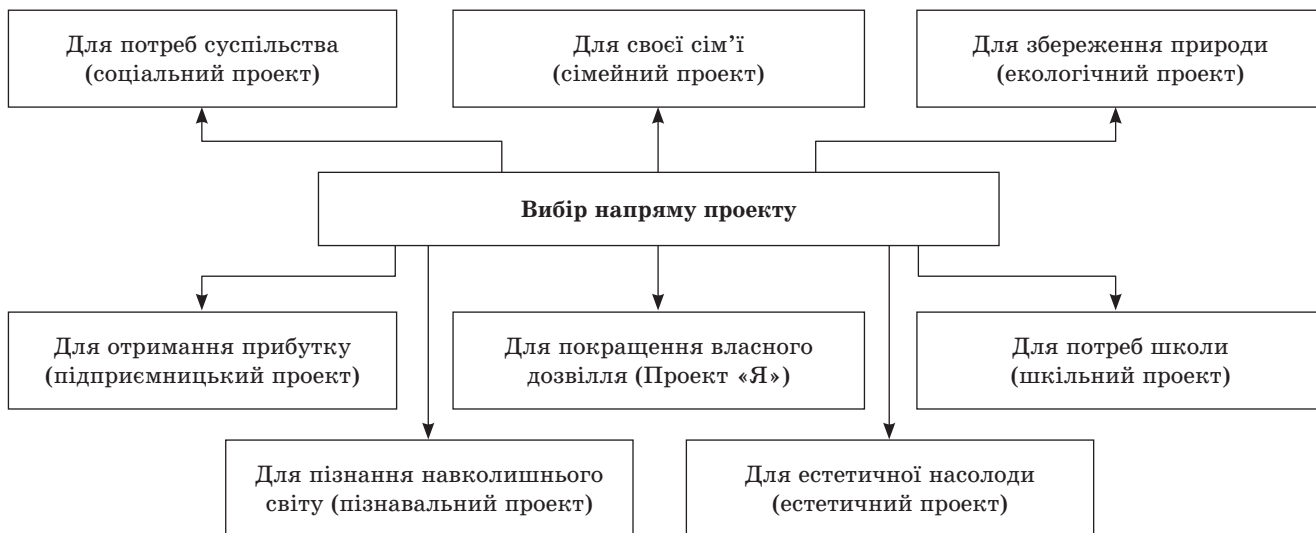 Для потреб суспільства
(соціальний проект)
Для своєї сім’ї
(сімейний проект)
Для збереження природи
(екологічний проект)
Вибір напряму проекту
Для отримання прибутку
(підприємницький проект)
Для покращення власного
дозвілля (Проект «Я»)
Для потреб школи
(шкільний проект)
Для пізнання навколишнього
світу (пізнавальний проект)
Для естетичної насолоди
(естетичний проект)